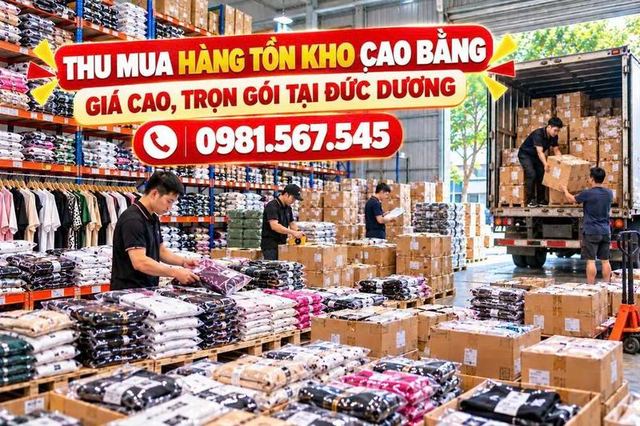 THU MUA HÀNG TỒN KHO CAO BẰNG
GIÁ CAO, TRỌN GÓI TẠI ĐỨC DƯƠNG
0981.567.545